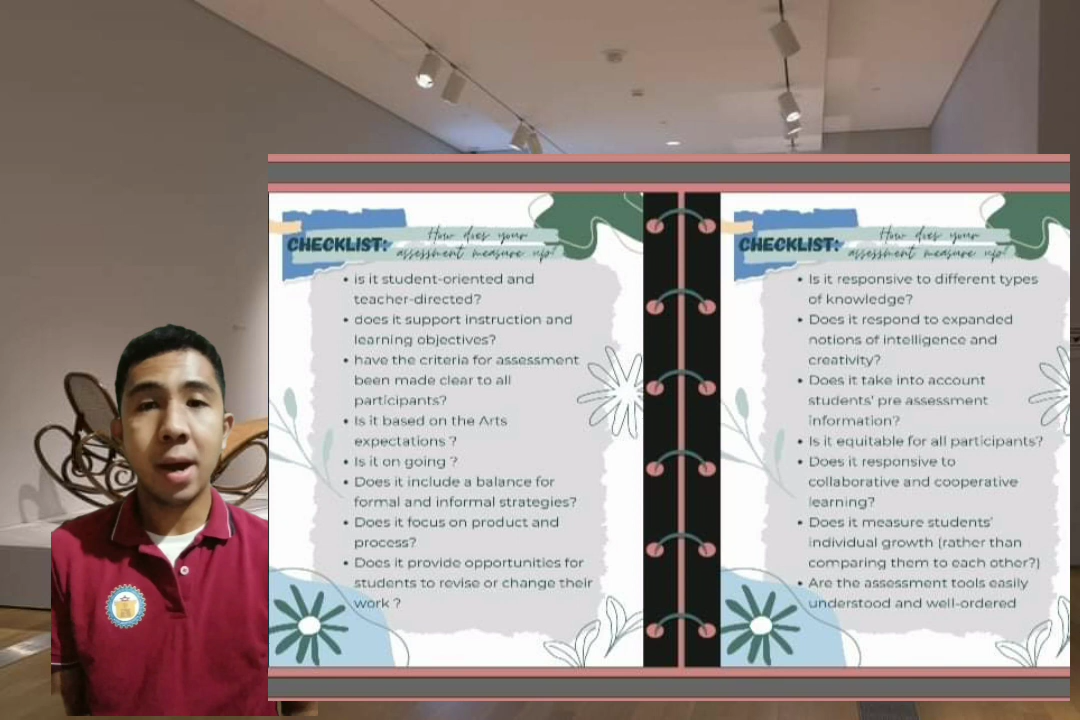 CHECKLIST: How does your
assessment measure up?
is it student-oriented and
teacher-directed?
does it support instruction and
learning objectives?
have the criteria for assessment
been made clear to all
participants?
Is it based on the Arts
expectations ?
Is it on going ?
Does it include a balance for
formal and informal strategies?
Does it focus on product and
process?
Does it provide opportunities for
students to revise or change their
work ?
CHECKLIST: How does your
assessment measure up?
Is it responsive to different types
of knowledge?
Does it respond to expanded
notions of intelligence and
creativity?
Does it take into account
students' pre assessment
information?
Is it equitable for all participants?
Does it responsive to
collaborative and cooperative
learning?
Does it measure students'
individual growth (rather than
comparing them to each other?)
Are the assessment tools easily
understood and well-ordered